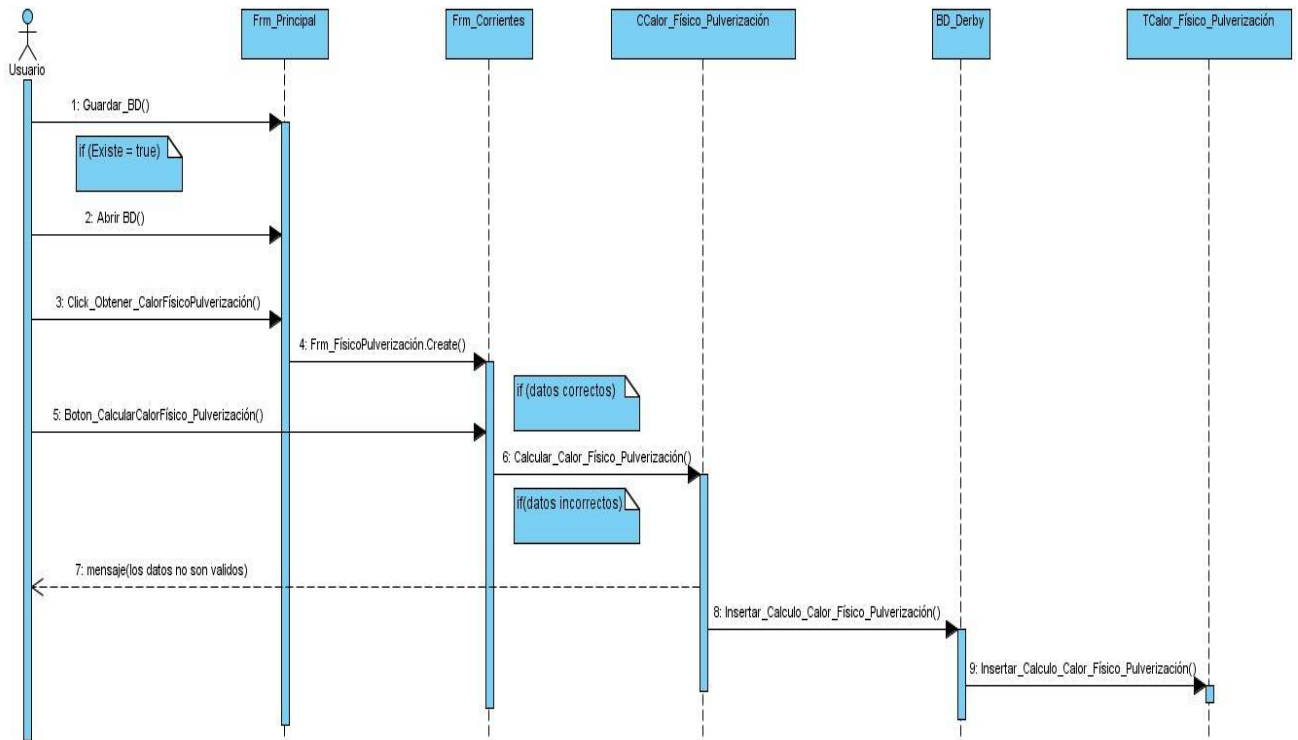 Frm_Principal
Frm_Corrientes
CCalor_Físico_Pulverización
BD_Derby
TCalor_Físico_Pulverización
Usuario
1: Guardar_BD()
if (Existe = true)
2: Abrir BD()
3: Click_Obtener_CalorFísicoPulverización()
4: Frm_FísicoPulverización.Create()
if (datos correctos)
5: Boton_CalcularCalorFísico_Pulverización()
6: Calcular_Calor_Físico_Pulverización()
if(datos incorrectos)
7: mensaje(los datos no son validos)
8: Insertar_Calculo_Calor_Físico_Pulverización()
9: Insertar_Calculo_Calor_Físico_Pulverización()